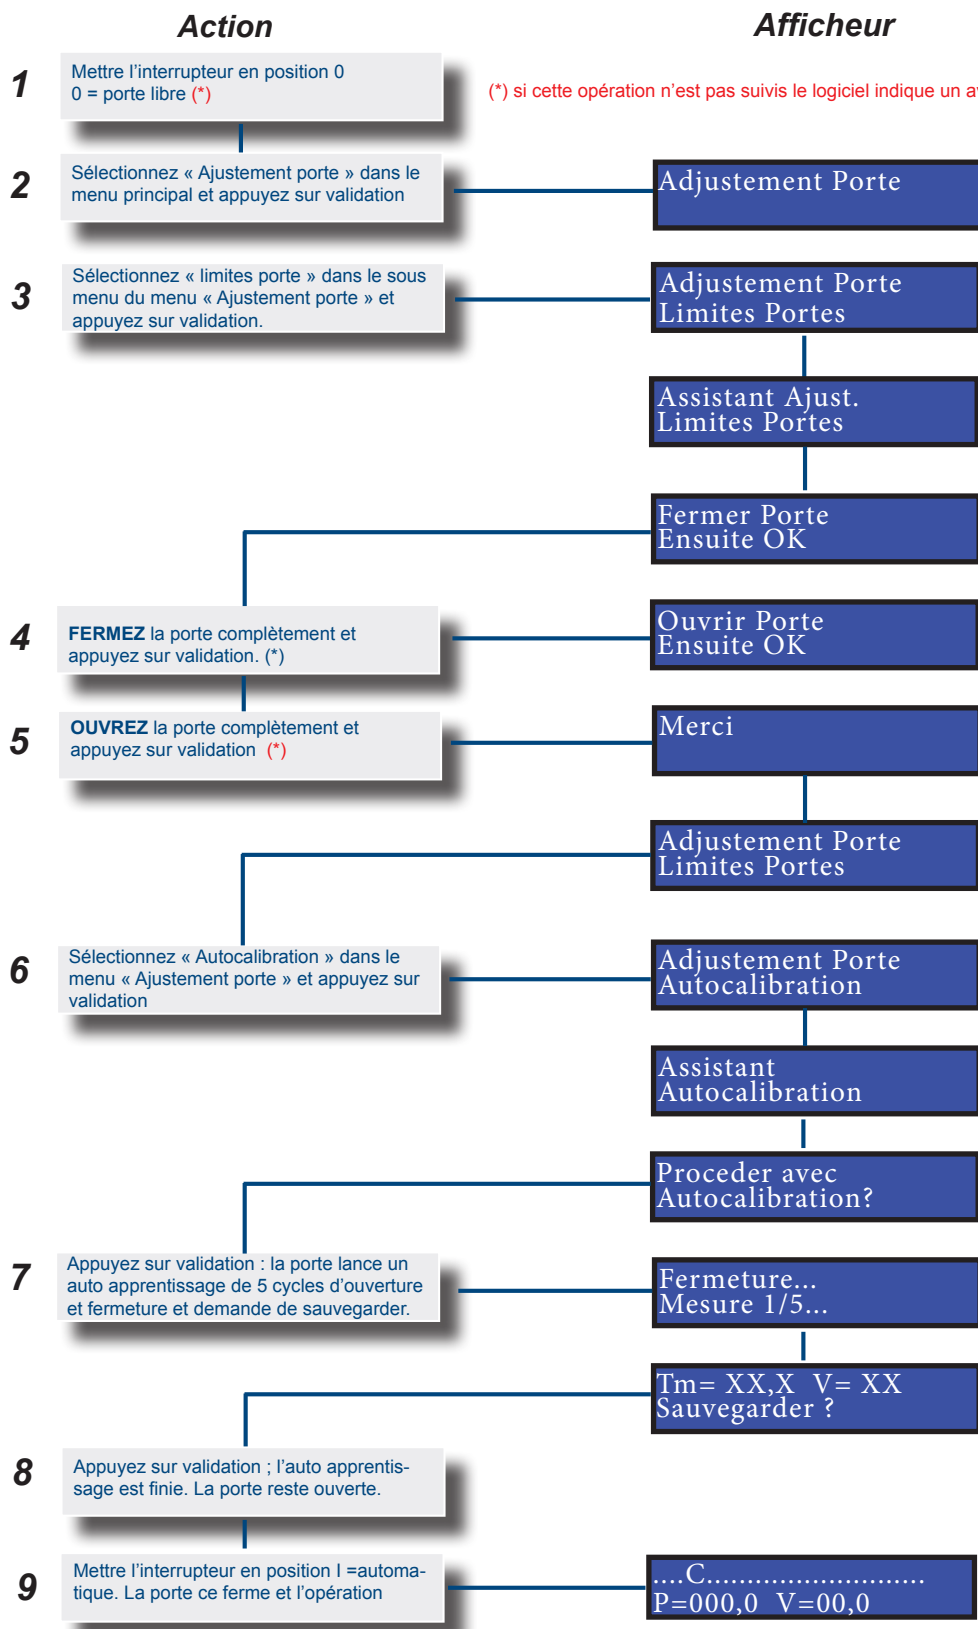 Action
Afficheur
1
Mettre l'interrupteur en position 0
0 = porte libre (*)
(*) si cette opération n'est pas suivis le logiciel indique un
2
Sélectionnez « Ajustement porte » dans le
menu principal et appuyez sur validation
Adjustement Porte
3
Sélectionnez « limites porte » dans le sous
menu du menu « Ajustement porte » et
appuyez sur validation.
Adjustement Porte
Limites Portes
Assistant Ajust.
Limites Portes
Fermer Porte
Ensuite OK
4
FERMEZ la porte complètement et
appuyez sur validation. (*)
Ouvrir Porte
Ensuite OK
5
OUVREZ la porte complètement et
appuyez sur validation (*)
Merci
Adjustement Porte
Limites Portes
6
Sélectionnez « Autocalibration » dans le
menu « Ajustement porte » et appuyez sur
validation
Adjustement Porte
Autocalibration
Assistant
Autocalibration
Proceder avec
Autocalibration?
7
Appuyez sur validation : la porte lance un
auto apprentissage de 5 cycles d'ouverture
et fermeture et demande de sauvegarder.
Fermeture...
Mesure 1/5...
Tm= XX,X V= XX
Sauvegarder ?
8
Appuyez sur validation ; l'auto apprentis-
sage est finie. La porte reste ouverte.
9
Mettre l'interrupteur en position I =automa-
tique. La porte ce ferme et l'opération
....C..........................
P=000,0 V=00,0